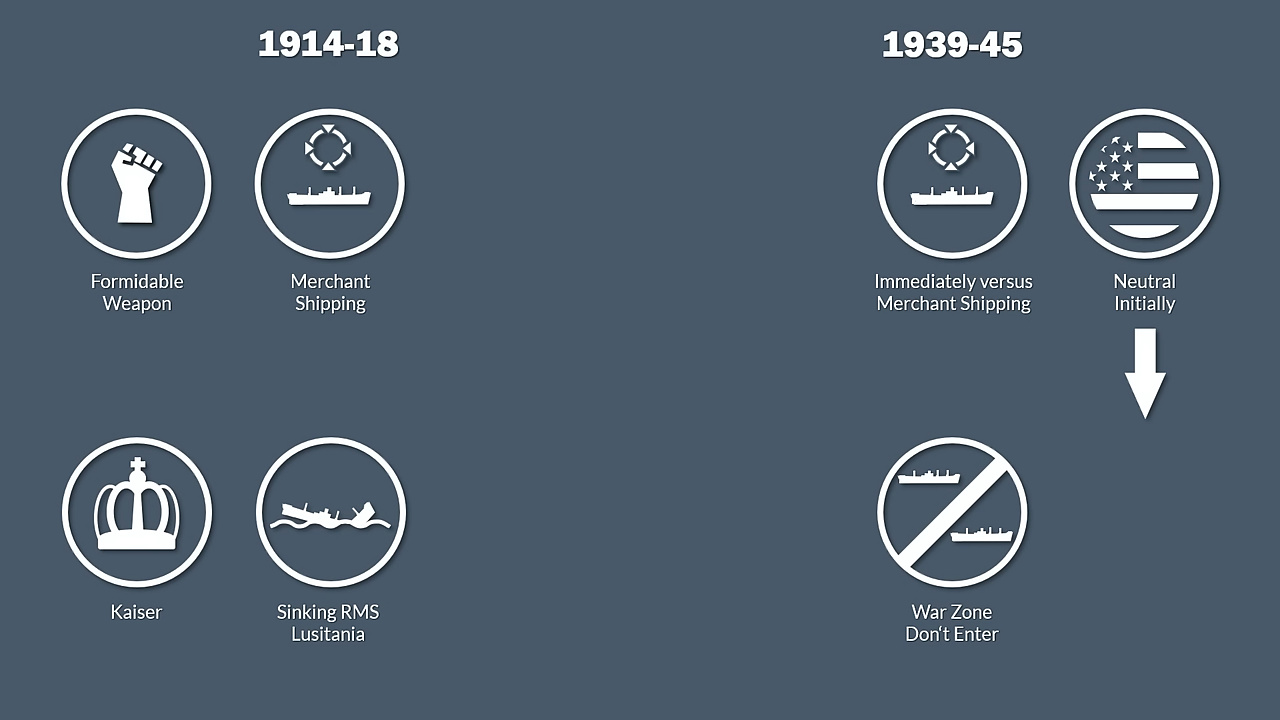 1914-18
1939-45
Formidable
Weapon
Merchant
Shipping
Immediately versus
Merchant Shipping
Neutral
Initially
Kaiser
Sinking RMS
Lusitania
War Zone
Don‘t Enter